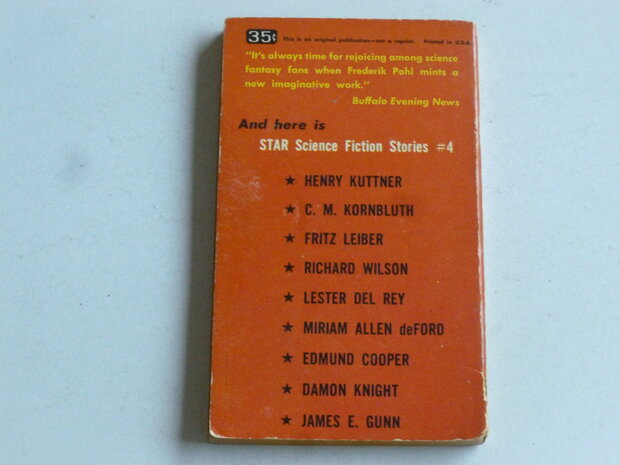 35¢ This is an original publication—not a reprint. Printed in U.S.A.
"It's always time for rejoicing among science
fantasy fans when Frederik Pohl mints a
new imaginative work."
Buffalo Evening News
And here is
STAR Science Fiction Stories #4
★ HENRY KUTTNER
★ C. M. KORNBLUTH
★ FRITZ LEIBER
★ RICHARD WILSON
★ LESTER DEL REY
★ MIRIAM ALLEN deFORD
★ EDMUND COOPER
★ DAMON KNIGHT
★ JAMES E. GUNN